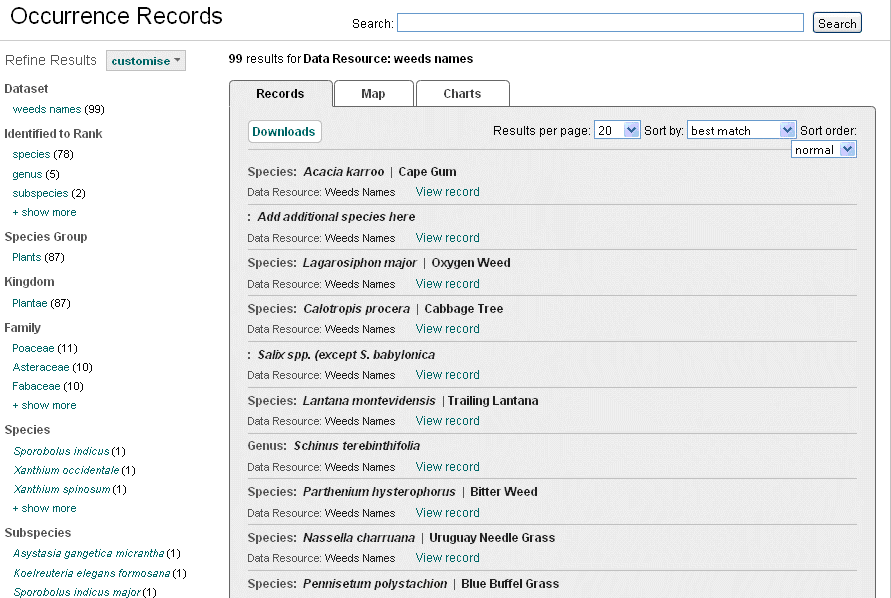 Occurrence Records
Search: Search
Refine Results customise
99 results for Data Resource: weeds names
Dataset
weeds names (99)
Identified to Rank
species (78)
genus (5)
subspecies (2)
+ show more
Species Group
Plants (87)
Kingdom
Plantae (87)
Family
Poaceae (11)
Asteraceae (10)
Fabaceae (10)
+ show more
Species
Sporobolus indicus (1)
Xanthium occidentale (1)
Xanthium spinosum (1)
+ show more
Subspecies
Asystasia gangetica micrantha (1)
Koelreuteria elegans formosana (1)
Sporobolus indicus major (1)
Records Map Charts
Downloads Results per page: 20 Sort by: best match Sort order:
normal
Species: Acacia karroo | Cape Gum
Data Resource: Weeds Names View record
: Add additional species here
Data Resource: Weeds Names View record
Species: Lagarosiphon major | Oxygen Weed
Data Resource: Weeds Names View record
Species: Calotropis procera | Cabbage Tree
Data Resource: Weeds Names View record
: Salix spp. (except S. babylonica
Data Resource: Weeds Names View record
Species: Lantana montevidensis | Trailing Lantana
Data Resource: Weeds Names View record
Genus: Schinus terebinthifolia
Data Resource: Weeds Names View record
Species: Parthenium hysterophorus | Bitter Weed
Data Resource: Weeds Names View record
Species: Nassella charruana | Uruguay Needle Grass
Data Resource: Weeds Names View record
Species: Pennisetum polystachion | Blue Buffel Grass